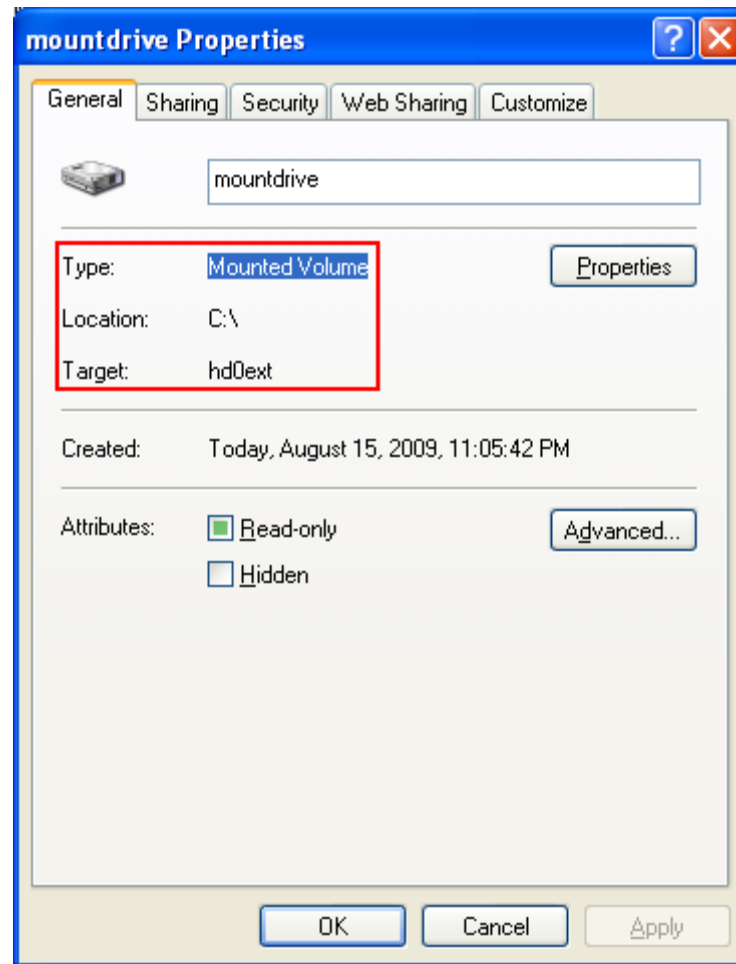 mountdrive Properties
General Sharing Security Web Sharing Customize
mountdrive
Type: Mounted Volume Properties
Location: C:\
Target: hd0ext
Created: Today, August 15, 2009, 11:05:42 PM
Attributes: Read-only Advanced...
Hidden
OK Cancel Apply